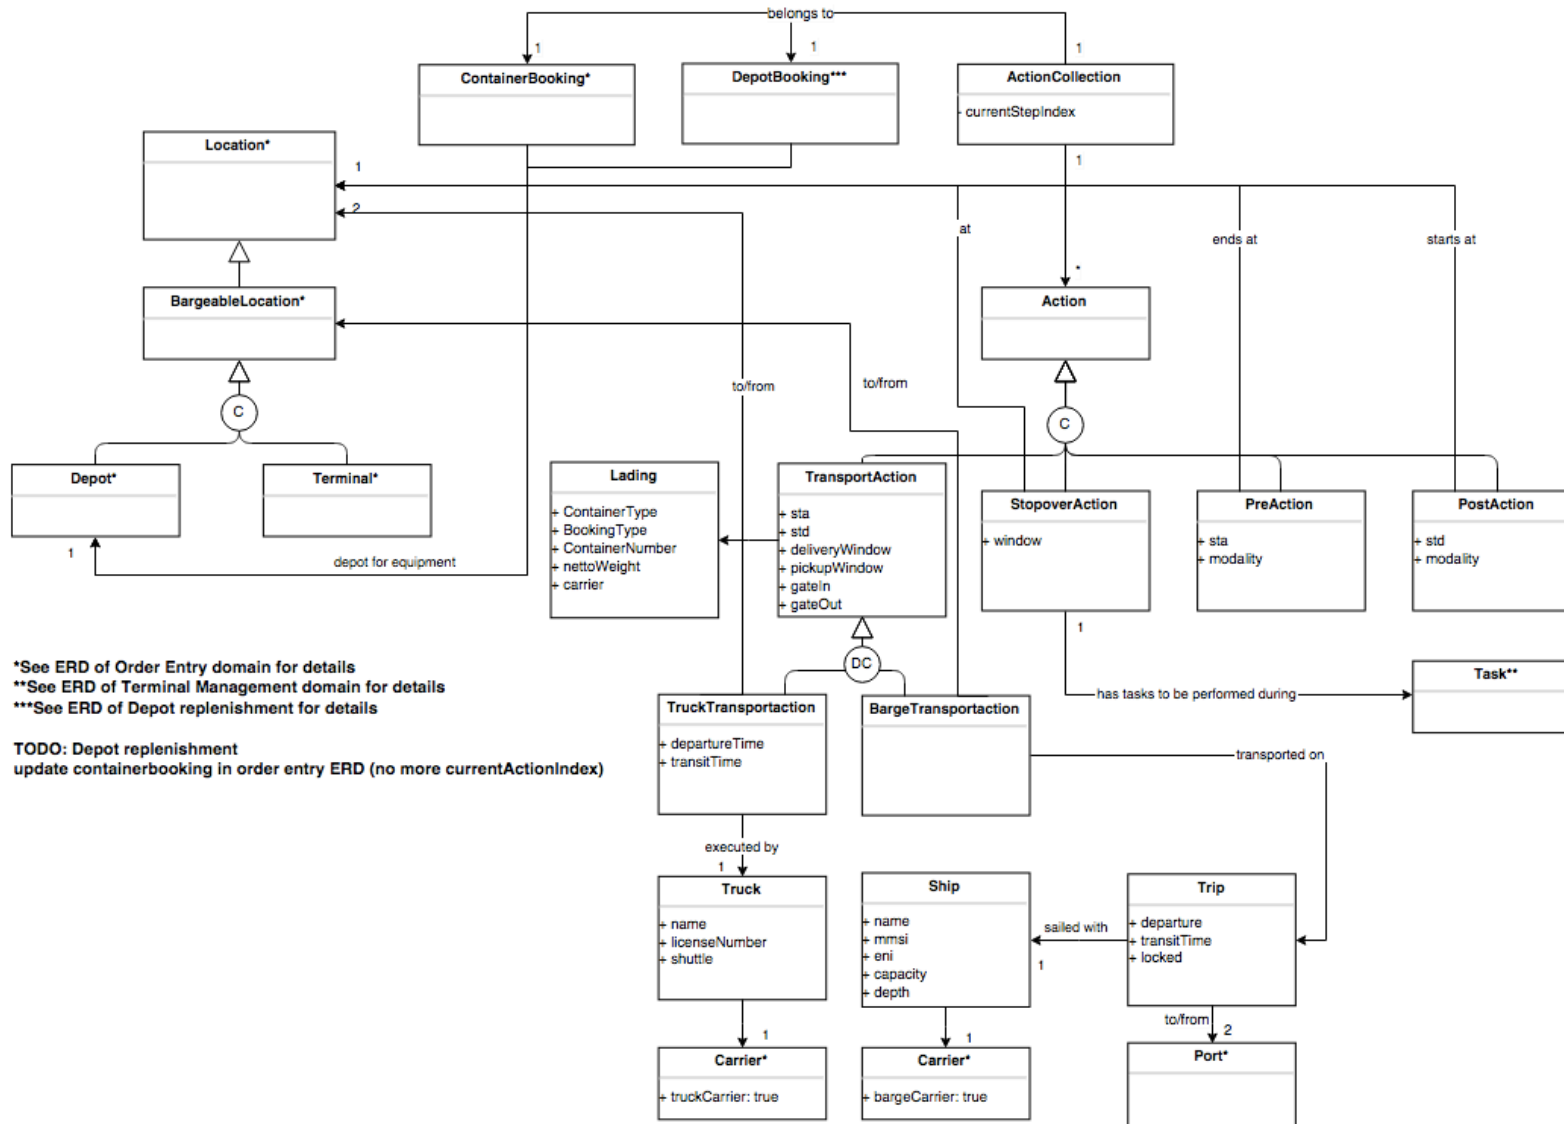 belongs to
1
1
1
ContainerBooking*
DepotBooking***
ActionCollection
- currentStepIndex
Location*
1
1
2
at
ends at
starts at
*
BargeableLocation*
Action
to/from
to/from
C
C
Depot*
Terminal*
Lading
+ ContainerType
+ BookingType
+ ContainerNumber
+ nettoWeight
+ carrier
TransportAction
+ sta
+ std
+ deliveryWindow
+ pickupWindow
+ gateIn
+ gateOut
StopoverAction
+ window
PreAction
+ sta
+ modality
PostAction
+ std
+ modality
1
depot for equipment
1
DC
*See ERD of Order Entry domain for details
**See ERD of Terminal Management domain for details
***See ERD of Depot replenishment for details
TODO: Depot replenishment
update containerbooking in order entry ERD (no more currentActionIndex)
has tasks to be performed during
Task**
TruckTransportaction
+ departureTime
+ transitTime
BargeTransportaction
transported on
executed by
1
Truck
+ name
+ licenseNumber
+ shuttle
Ship
+ name
+ mmsi
+ eni
+ capacity
+ depth
sailed with
1
Trip
+ departure
+ transitTime
+ locked
to/from
2
1
1
Carrier*
+ truckCarrier: true
Carrier*
+ bargeCarrier: true
Port*